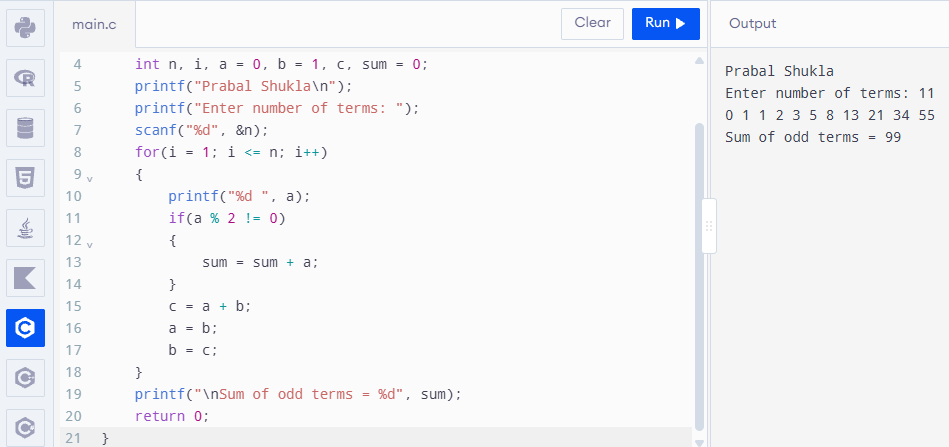 main.c
Clear
Run
Output
4 int n, i, a = 0, b = 1, c, sum = 0;
5 printf("Prabal Shukla\n");
6 printf("Enter number of terms: ");
7 scanf("%d", &n);
8 for(i = 1; i <= n; i++)
9 {
10 printf("%d ", a);
11 if(a % 2 != 0)
12 {
13 sum = sum + a;
14 }
15 c = a + b;
16 a = b;
17 b = c;
18 }
19 printf("\nSum of odd terms = %d", sum);
20 return 0;
21 }
Prabal Shukla
Enter number of terms: 11
0 1 1 2 3 5 8 13 21 34 55
Sum of odd terms = 99